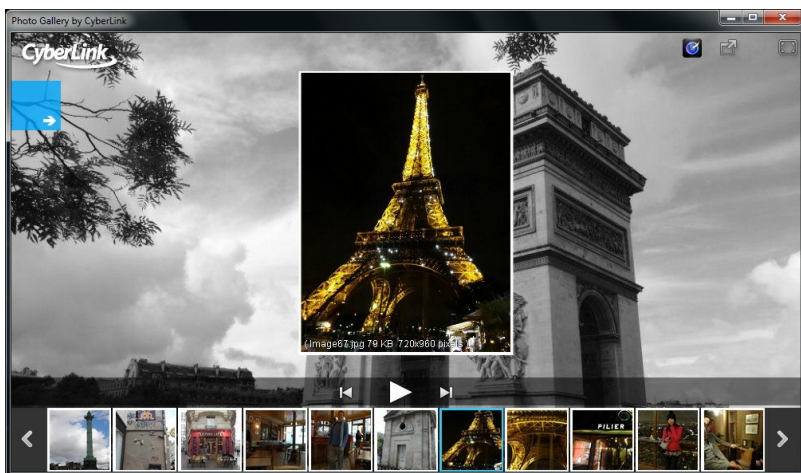 Photo Gallery by CyberLink
CyberLink
( Image67.jpg 79 KB 720x960 pixels )
PILIER